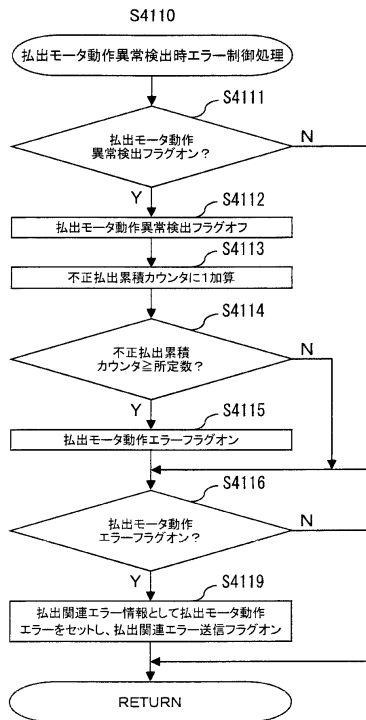 S4110
払出モータ動作異常検出時エラー制御処理
S4111
払出モータ動作
異常検出フラグオン?
N
Y
S4112
払出モータ動作異常検出フラグオフ
S4113
不正払出累積カウンタに1加算
S4114
不正払出累積
カウンタ≧所定数?
N
Y
S4115
払出モータ動作エラーフラグオン
S4116
払出モータ動作
エラーフラグオン?
N
Y
S4119
払出関連エラー情報として払出モータ動作
エラーをセットし、払出関連エラー送信フラグオン
RETURN